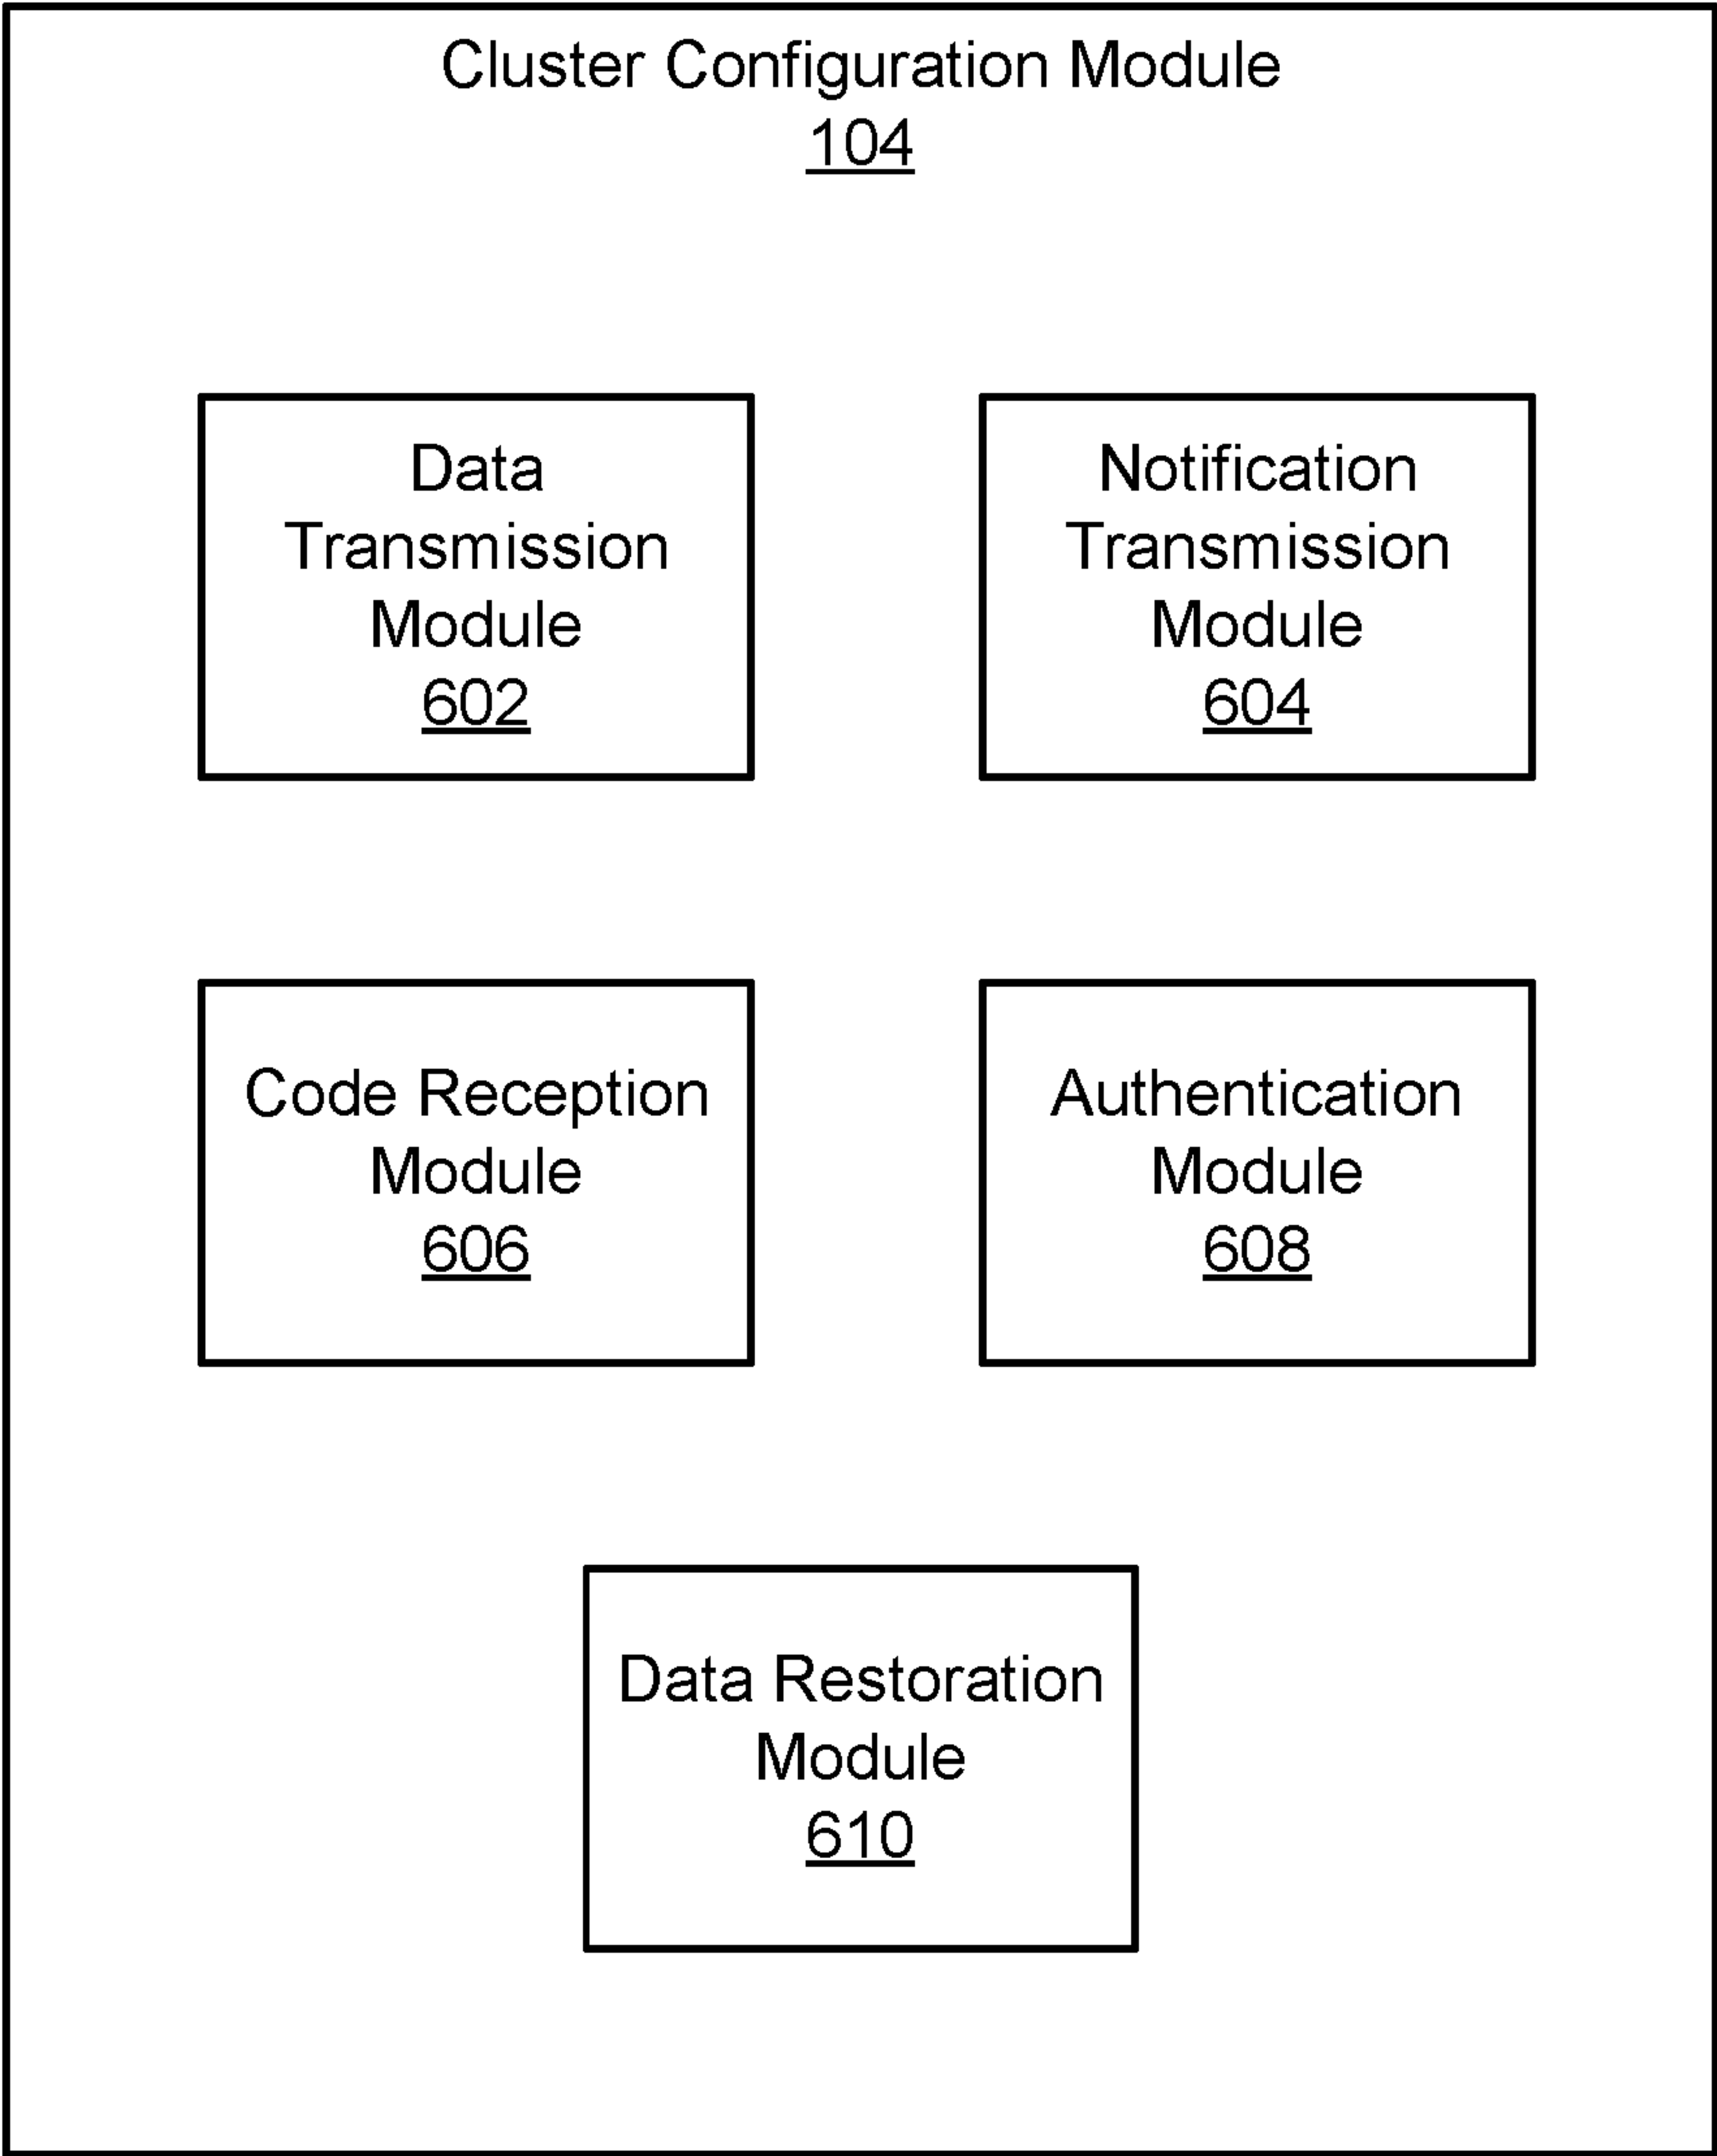 Cluster Configuration Module
104
Data
Transmission
Module
602
Notification
Transmission
Module
604
Code Reception
Module
606
Authentication
Module
608
Data Restoration
Module
610